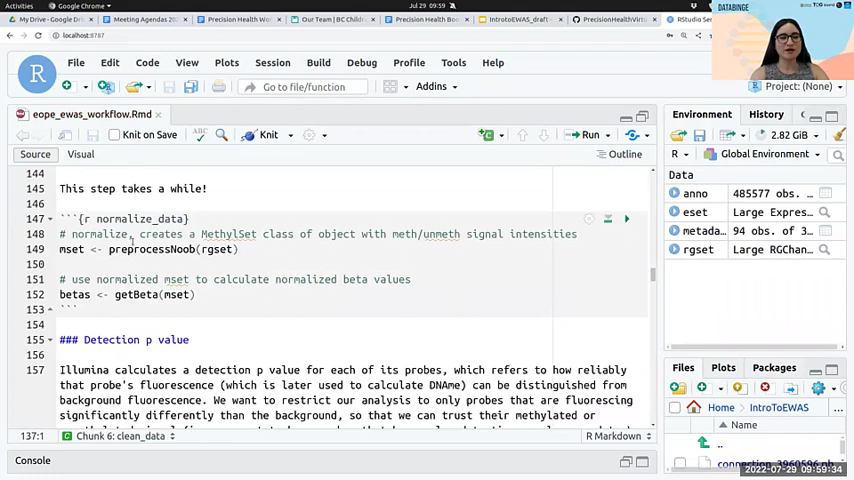 Activities
Google Chrome
Jul 29 09:59
My Drive - Google Dr
Meeting Agendas 202
Precision Health Wo
Our Team | BC Childr
Precision Health Boo
IntrotoEWAS_draft -
PrecisionHealthVirtu
RStudio Serv
localhost:8787
DATABINGE
R
File Edit Code View Plots Session Build Debug Profile Tools Help
Go to file/function
Addins
Project: (None)
eope_ewas_workflow.Rmd
Knit on Save
ABC
Knit
Run
Source Visual
Outline
144
145 This step takes a while!
146
147 ```{r normalize_data}
148 # normalize, creates a MethylSet class of object with meth/unmeth signal intensities
149 mset <- preprocessNoob(rgset)
150
151 # use normalized mset to calculate normalized beta values
152 betas <- getBeta(mset)
153 ```
154
155 ### Detection p value
156
157 Illumina calculates a detection p value for each of its probes, which refers to how reliably
that probe's fluorescence (which is later used to calculate DNAme) can be distinguished from
background fluorescence. We want to restrict our analysis to only probes that are fluorescing
significantly differently than the background, so that we can trust their methylated or
137:1 Chunk 6: clean_data
R Markdown
Console
Environment History
2.82 GiB
R Global Environment
Data
anno 485577 obs. …
eset Large Expres…
metada… 94 obs. of 3…
rgset Large RGChan…
Files Plots Packages
Home IntroToEWAS
Name
..
connection_3960596.nb
2022-07-29 09:59:34